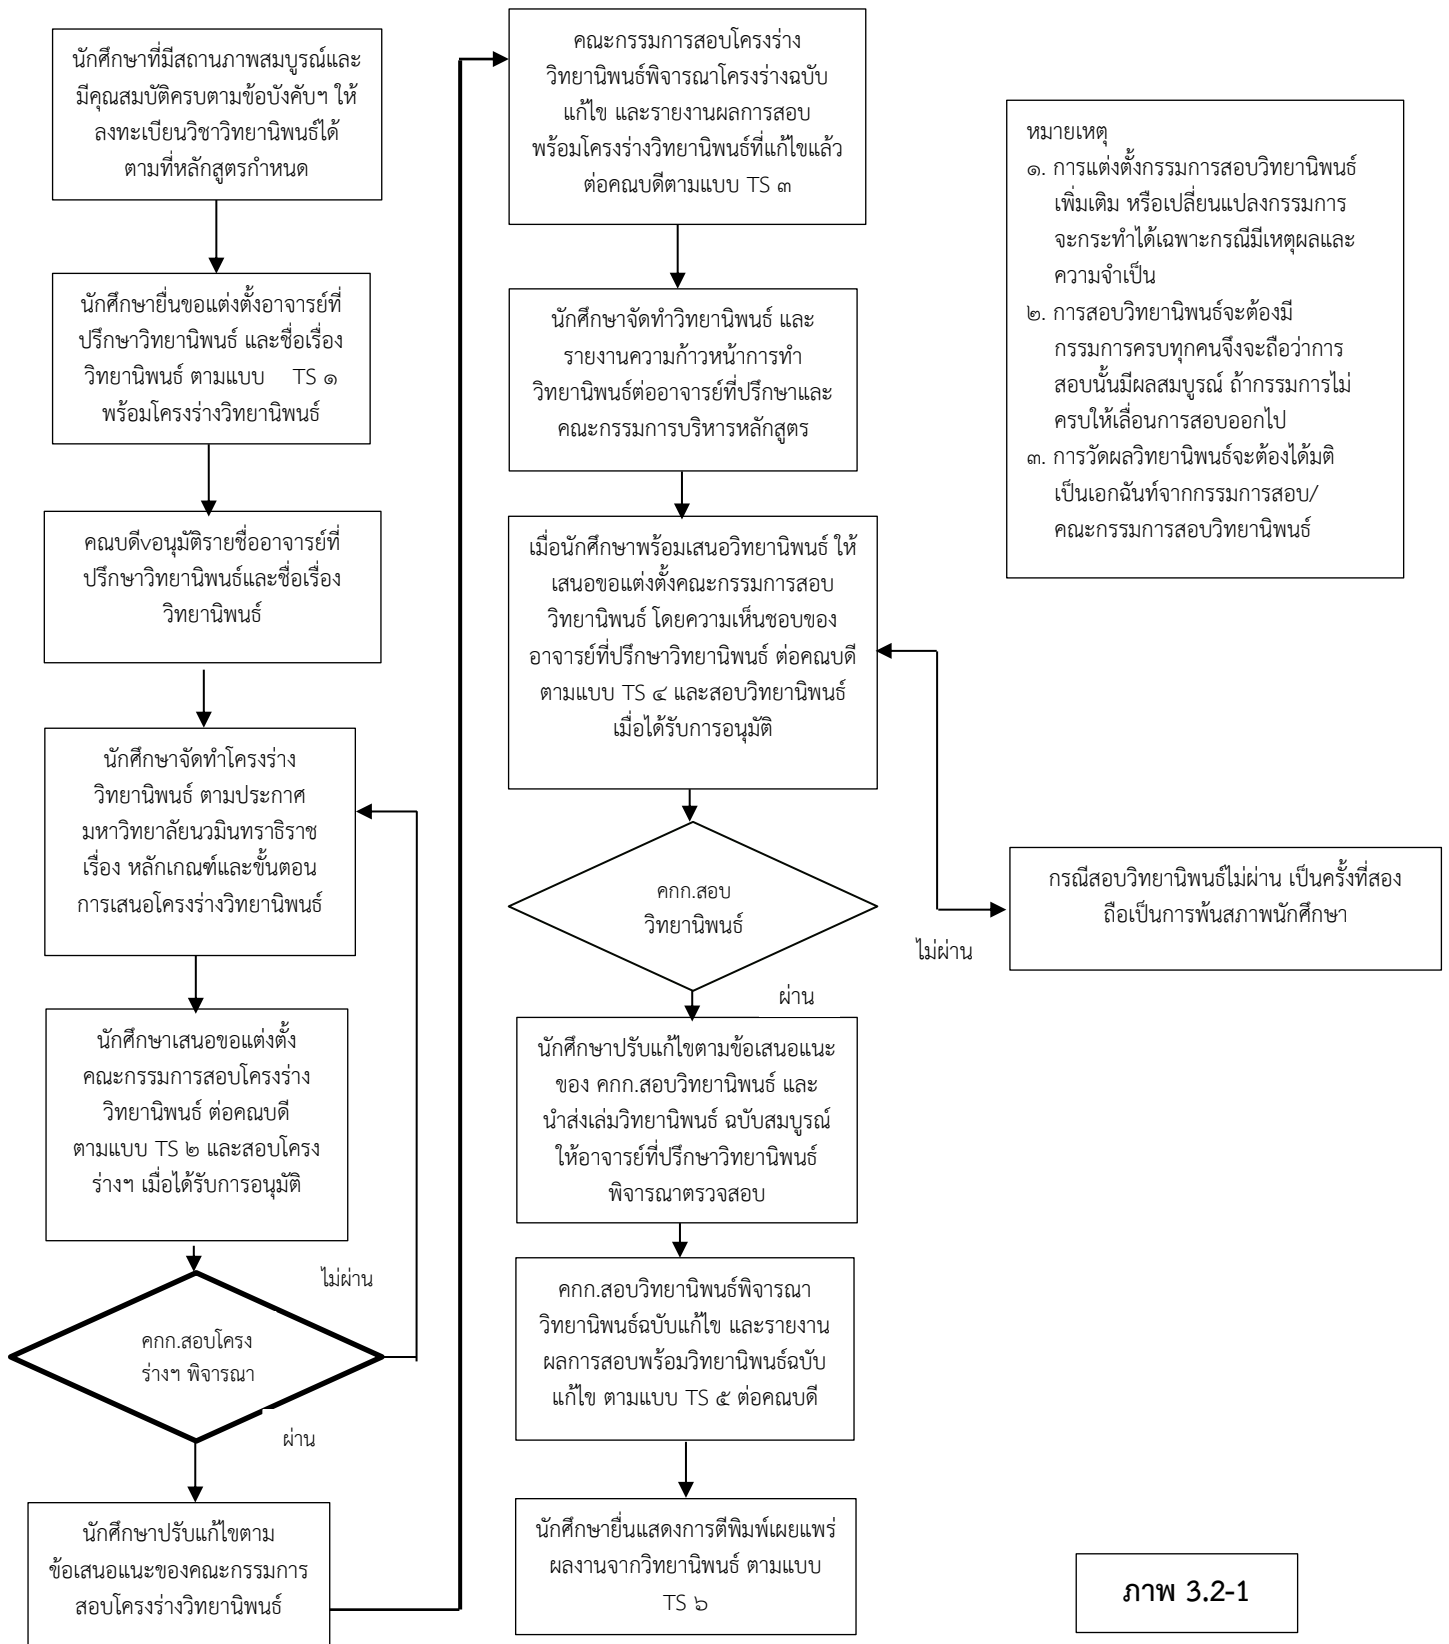 นักศึกษาที่มีสถานภาพสมบูรณ์และ
มีคุณสมบัติครบตามข้อบังคับฯ ให้
ลงทะเบียนวิชาวิทยานิพนธ์ได้
ตามที่หลักสูตรกำหนด
นักศึกษายื่นขอแต่งตั้งอาจารย์ที่
ปรึกษาวิทยานิพนธ์ และชื่อเรื่อง
วิทยานิพนธ์ ตามแบบ TS ๑
พร้อมโครงร่างวิทยานิพนธ์
คณบดีvอนุมัติรายชื่ออาจารย์ที่
ปรึกษาวิทยานิพนธ์และชื่อเรื่อง
วิทยานิพนธ์
นักศึกษาจัดทำโครงร่าง
วิทยานิพนธ์ ตามประกาศ
มหาวิทยาลัยนวมินทราธิราช
เรื่อง หลักเกณฑ์และขั้นตอน
การเสนอโครงร่างวิทยานิพนธ์
นักศึกษาเสนอขอแต่งตั้ง
คณะกรรมการสอบโครงร่าง
วิทยานิพนธ์ ต่อคณบดี
ตามแบบ TS ๒ และสอบโครง
ร่างฯ เมื่อได้รับการอนุมัติ
ไม่ผ่าน
คกก.สอบโครง
ร่างฯ พิจารณา
ผ่าน
นักศึกษาปรับแก้ไขตาม
ข้อเสนอแนะของคณะกรรมการ
สอบโครงร่างวิทยานิพนธ์
คณะกรรมการสอบโครงร่าง
วิทยานิพนธ์พิจารณาโครงร่างฉบับ
แก้ไข และรายงานผลการสอบ
พร้อมโครงร่างวิทยานิพนธ์ที่แก้ไขแล้ว
ต่อคณบดีตามแบบ TS ๓
นักศึกษาจัดทำวิทยานิพนธ์ และ
รายงานความก้าวหน้าการทำ
วิทยานิพนธ์ต่ออาจารย์ที่ปรึกษาและ
คณะกรรมการบริหารหลักสูตร
เมื่อนักศึกษาพร้อมเสนอวิทยานิพนธ์ ให้
เสนอขอแต่งตั้งคณะกรรมการสอบ
วิทยานิพนธ์ โดยความเห็นชอบของ
อาจารย์ที่ปรึกษาวิทยานิพนธ์ ต่อคณบดี
ตามแบบ TS ๔ และสอบวิทยานิพนธ์
เมื่อได้รับการอนุมัติ
คกก.สอบ
วิทยานิพนธ์
ไม่ผ่าน
ผ่าน
นักศึกษาปรับแก้ไขตามข้อเสนอแนะ
ของ คกก.สอบวิทยานิพนธ์ และ
นำส่งเล่มวิทยานิพนธ์ ฉบับสมบูรณ์
ให้อาจารย์ที่ปรึกษาวิทยานิพนธ์
พิจารณาตรวจสอบ
คกก.สอบวิทยานิพนธ์พิจารณา
วิทยานิพนธ์ฉบับแก้ไข และรายงาน
ผลการสอบพร้อมวิทยานิพนธ์ฉบับ
แก้ไข ตามแบบ TS ๕ ต่อคณบดี
นักศึกษายื่นแสดงการตีพิมพ์เผยแพร่
ผลงานจากวิทยานิพนธ์ ตามแบบ
TS ๖
หมายเหตุ
๑. การแต่งตั้งกรรมการสอบวิทยานิพนธ์
เพิ่มเติม หรือเปลี่ยนแปลงกรรมการ
จะกระทำได้เฉพาะกรณีมีเหตุผลและ
ความจำเป็น
๒. การสอบวิทยานิพนธ์จะต้องมี
กรรมการครบทุกคนจึงจะถือว่าการ
สอบนั้นมีผลสมบูรณ์ ถ้ากรรมการไม่
ครบให้เลื่อนการสอบออกไป
๓. การวัดผลวิทยานิพนธ์จะต้องได้มติ
เป็นเอกฉันท์จากกรรมการสอบ/
คณะกรรมการสอบวิทยานิพนธ์
กรณีสอบวิทยานิพนธ์ไม่ผ่าน เป็นครั้งที่สอง
ถือเป็นการพ้นสภาพนักศึกษา
ภาพ 3.2-1